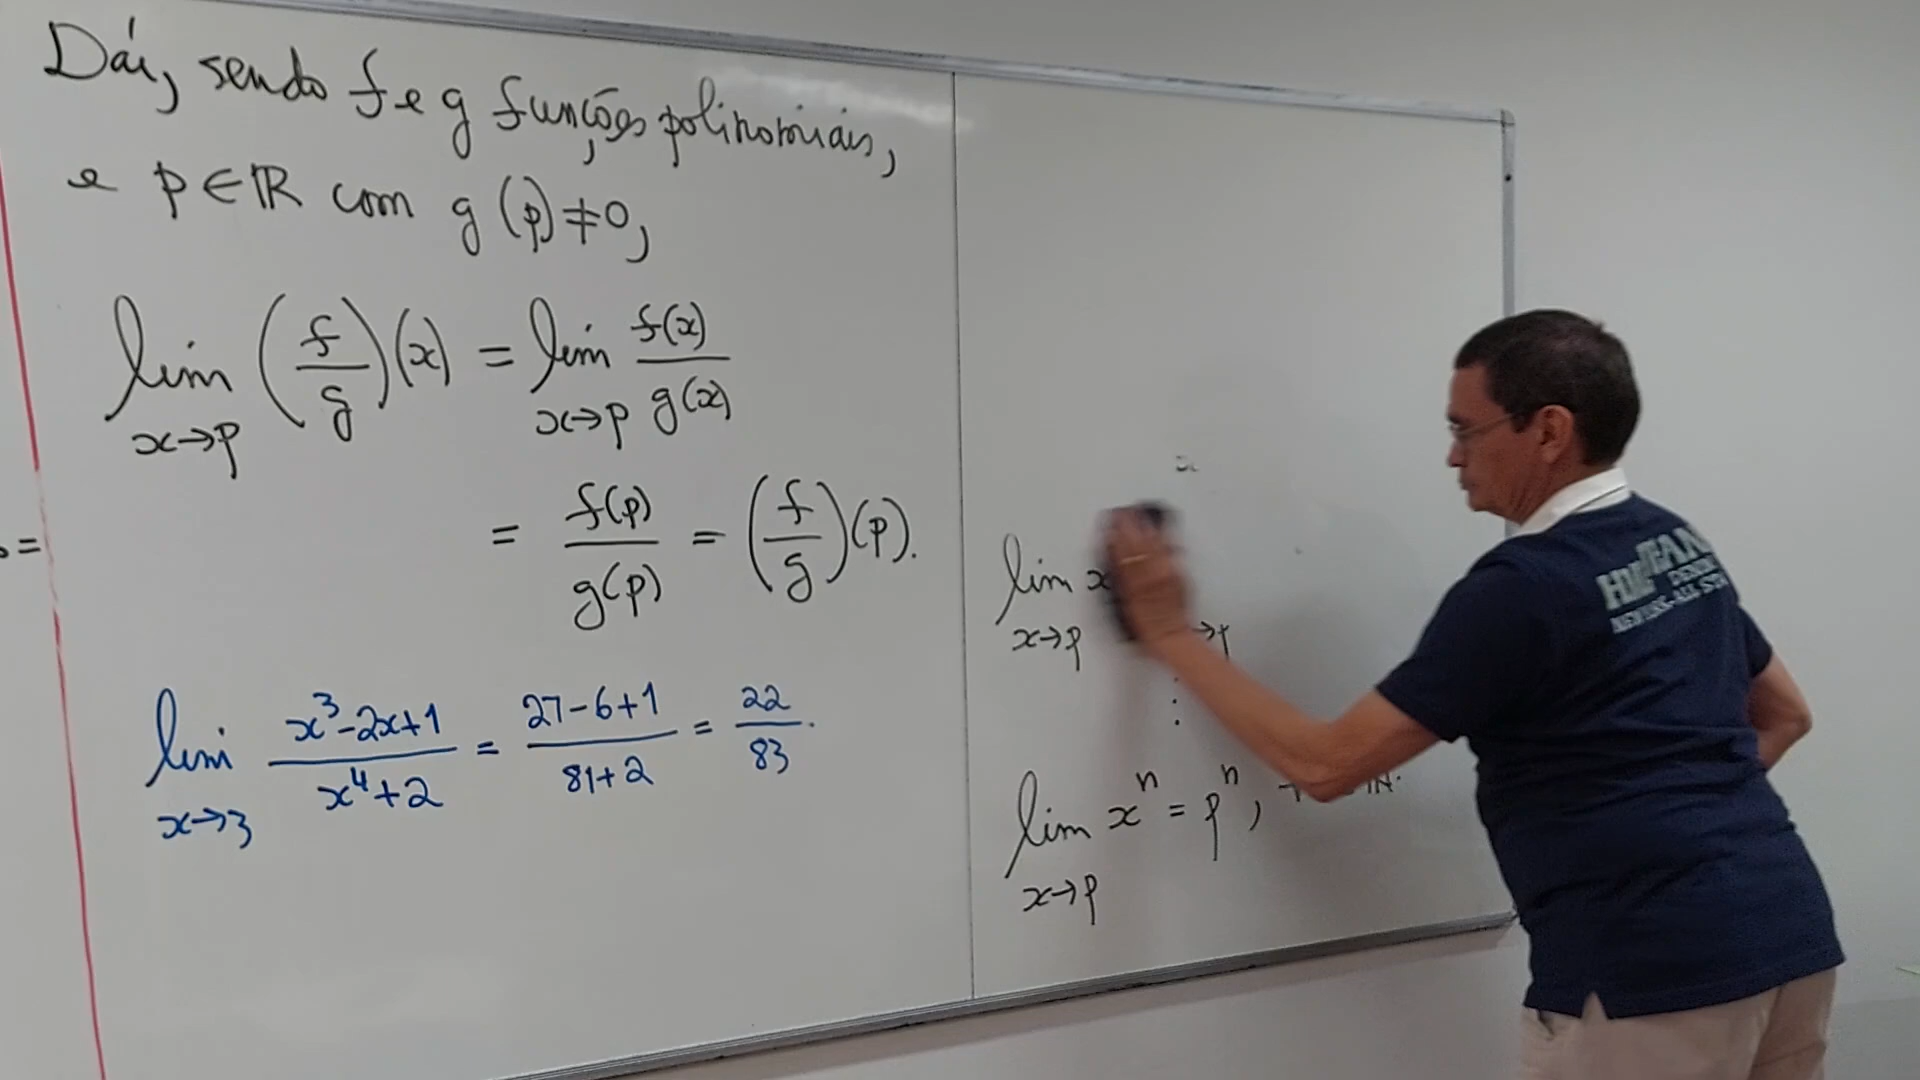 Daí, sendo f e g funções polinomiais,
e p ∈ ℝ com g(p) ≠ 0,
lim (f/g)(x) = lim f(x)/g(x)
x→p x→p
= f(p)/g(p) = (f/g)(p).
lim (x³-2x+1)/(x⁴+2) = (27-6+1)/(81+2) = 22/83.
x→3
=
lim x
x→p →p
:
lim xⁿ = pⁿ,
x→p